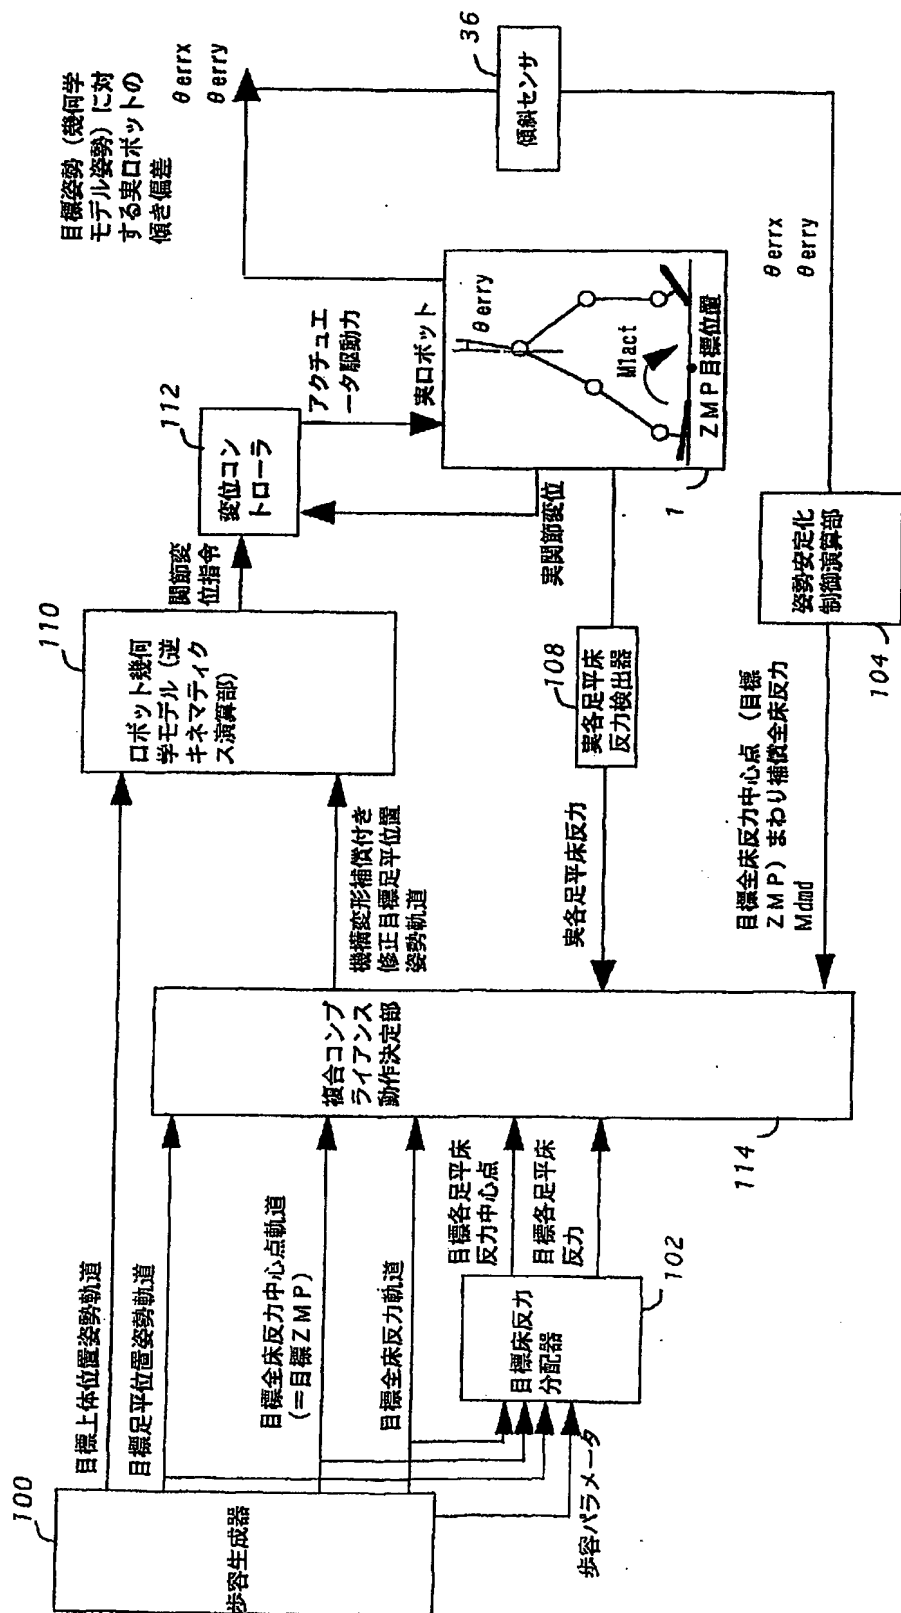 100
歩容生成器
目標上体位置姿勢軌道
目標足平位置姿勢軌道
目標全床反力中心点軌道
(=目標ZMP)
目標全床反力軌道
歩容パラメータ
目標床反力
分配器
102
目標各足平床
反力中心点
目標各足平床
反力
複合コンプ
ライアンス
動作決定部
114
機構変形補償付き
修正目標足平位置
姿勢軌道
実各足平床反力
目標全床反力中心点 (目標
ZMP) まわり補償全床反力
Mdmd
110
ロボット幾何
学モデル (逆
キネマティク
ス演算部)
関節変
位指令
112
変位コン
トローラ
アクチュエ
ータ駆動力
実関節変位
108
実各足平床
反力検出器
姿勢安定化
制御演算部
104
実ロボット
θerry
M1act
ZMP目標位置
1
目標姿勢 (幾何学
モデル姿勢) に対
する実ロボットの
傾き偏差
θerrx
θerry
36
傾斜センサ
θerrx
θerry